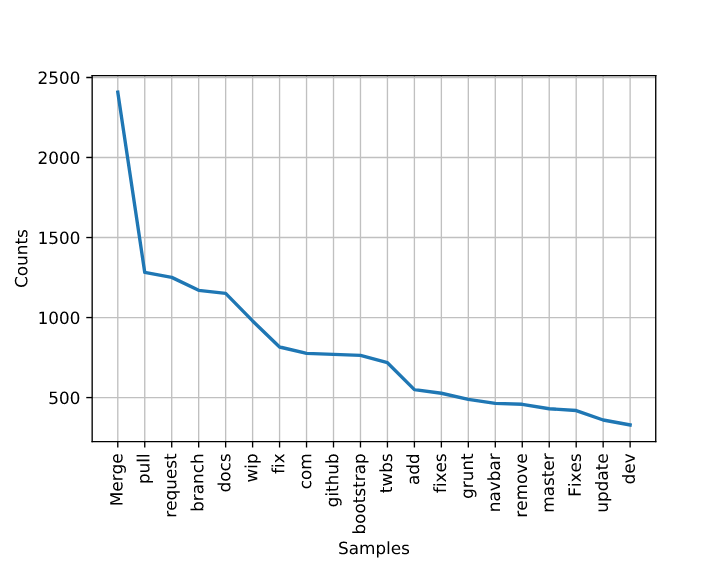 2500
2000
1500
1000
500
Counts
Merge
pull
request
branch
docs
wip
fix
com
github
bootstrap
twbs
add
fixes
grunt
navbar
remove
master
Fixes
update
dev
Samples